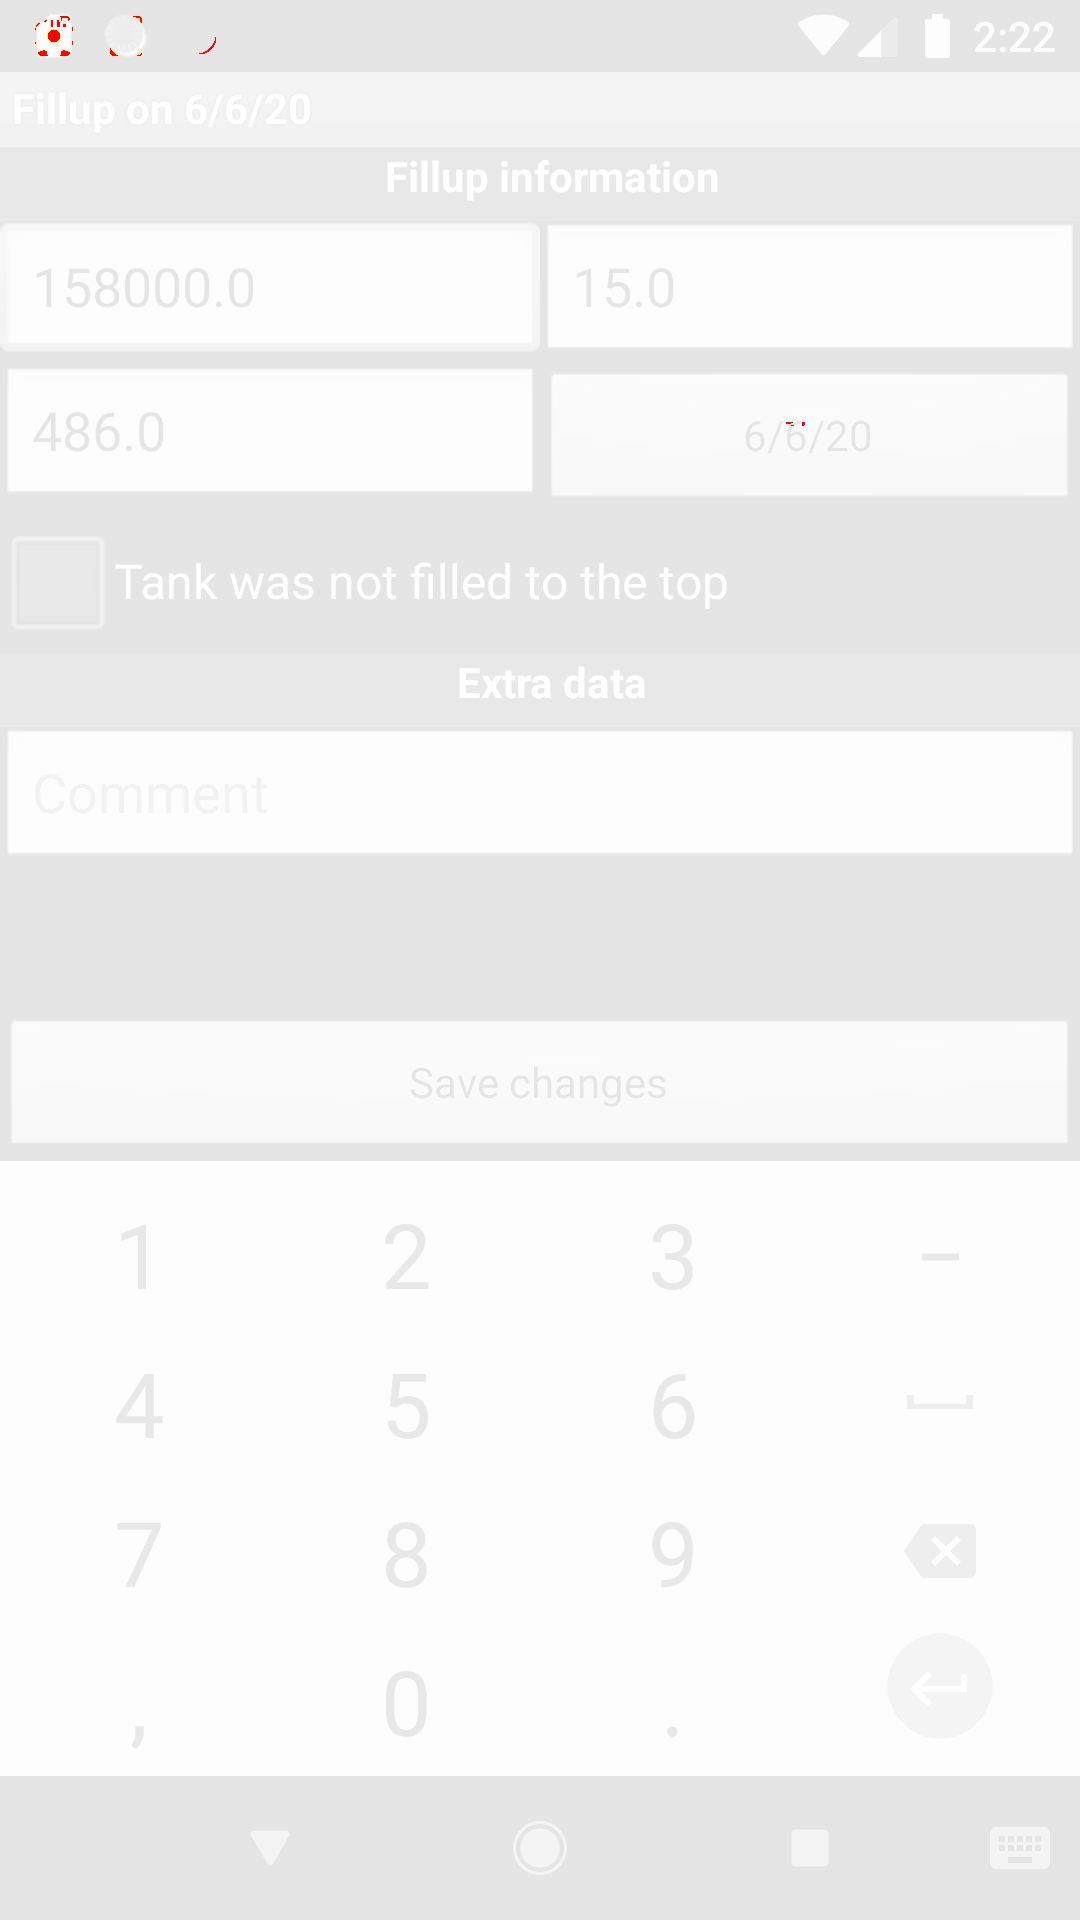 2:22
Fillup on 6/6/20
Fillup information
158000.0 15.0
486.0 6/6/20
Tank was not filled to the top
Extra data
Comment
Save changes
1 2 3 –
4 5 6
7 8 9
, 0 .